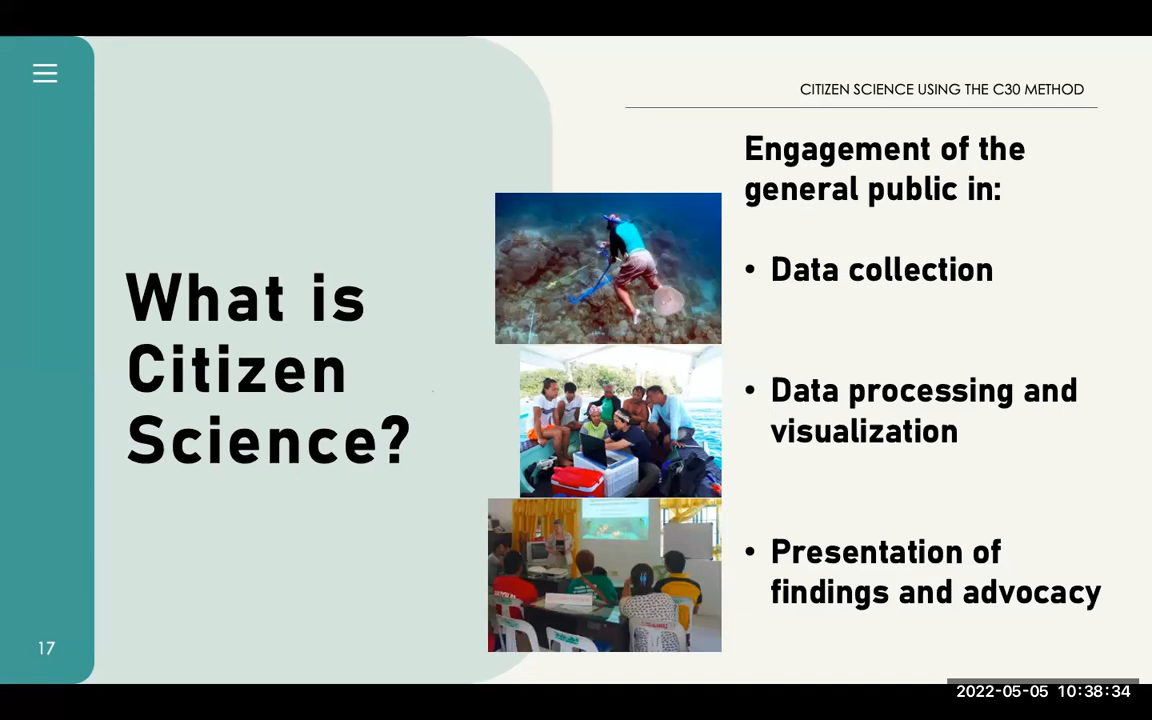 CITIZEN SCIENCE USING THE C30 METHOD
What is
Citizen
Science?
Engagement of the
general public in:
• Data collection
• Data processing and
visualization
• Presentation of
findings and advocacy
17
2022-05-05 10:38:34